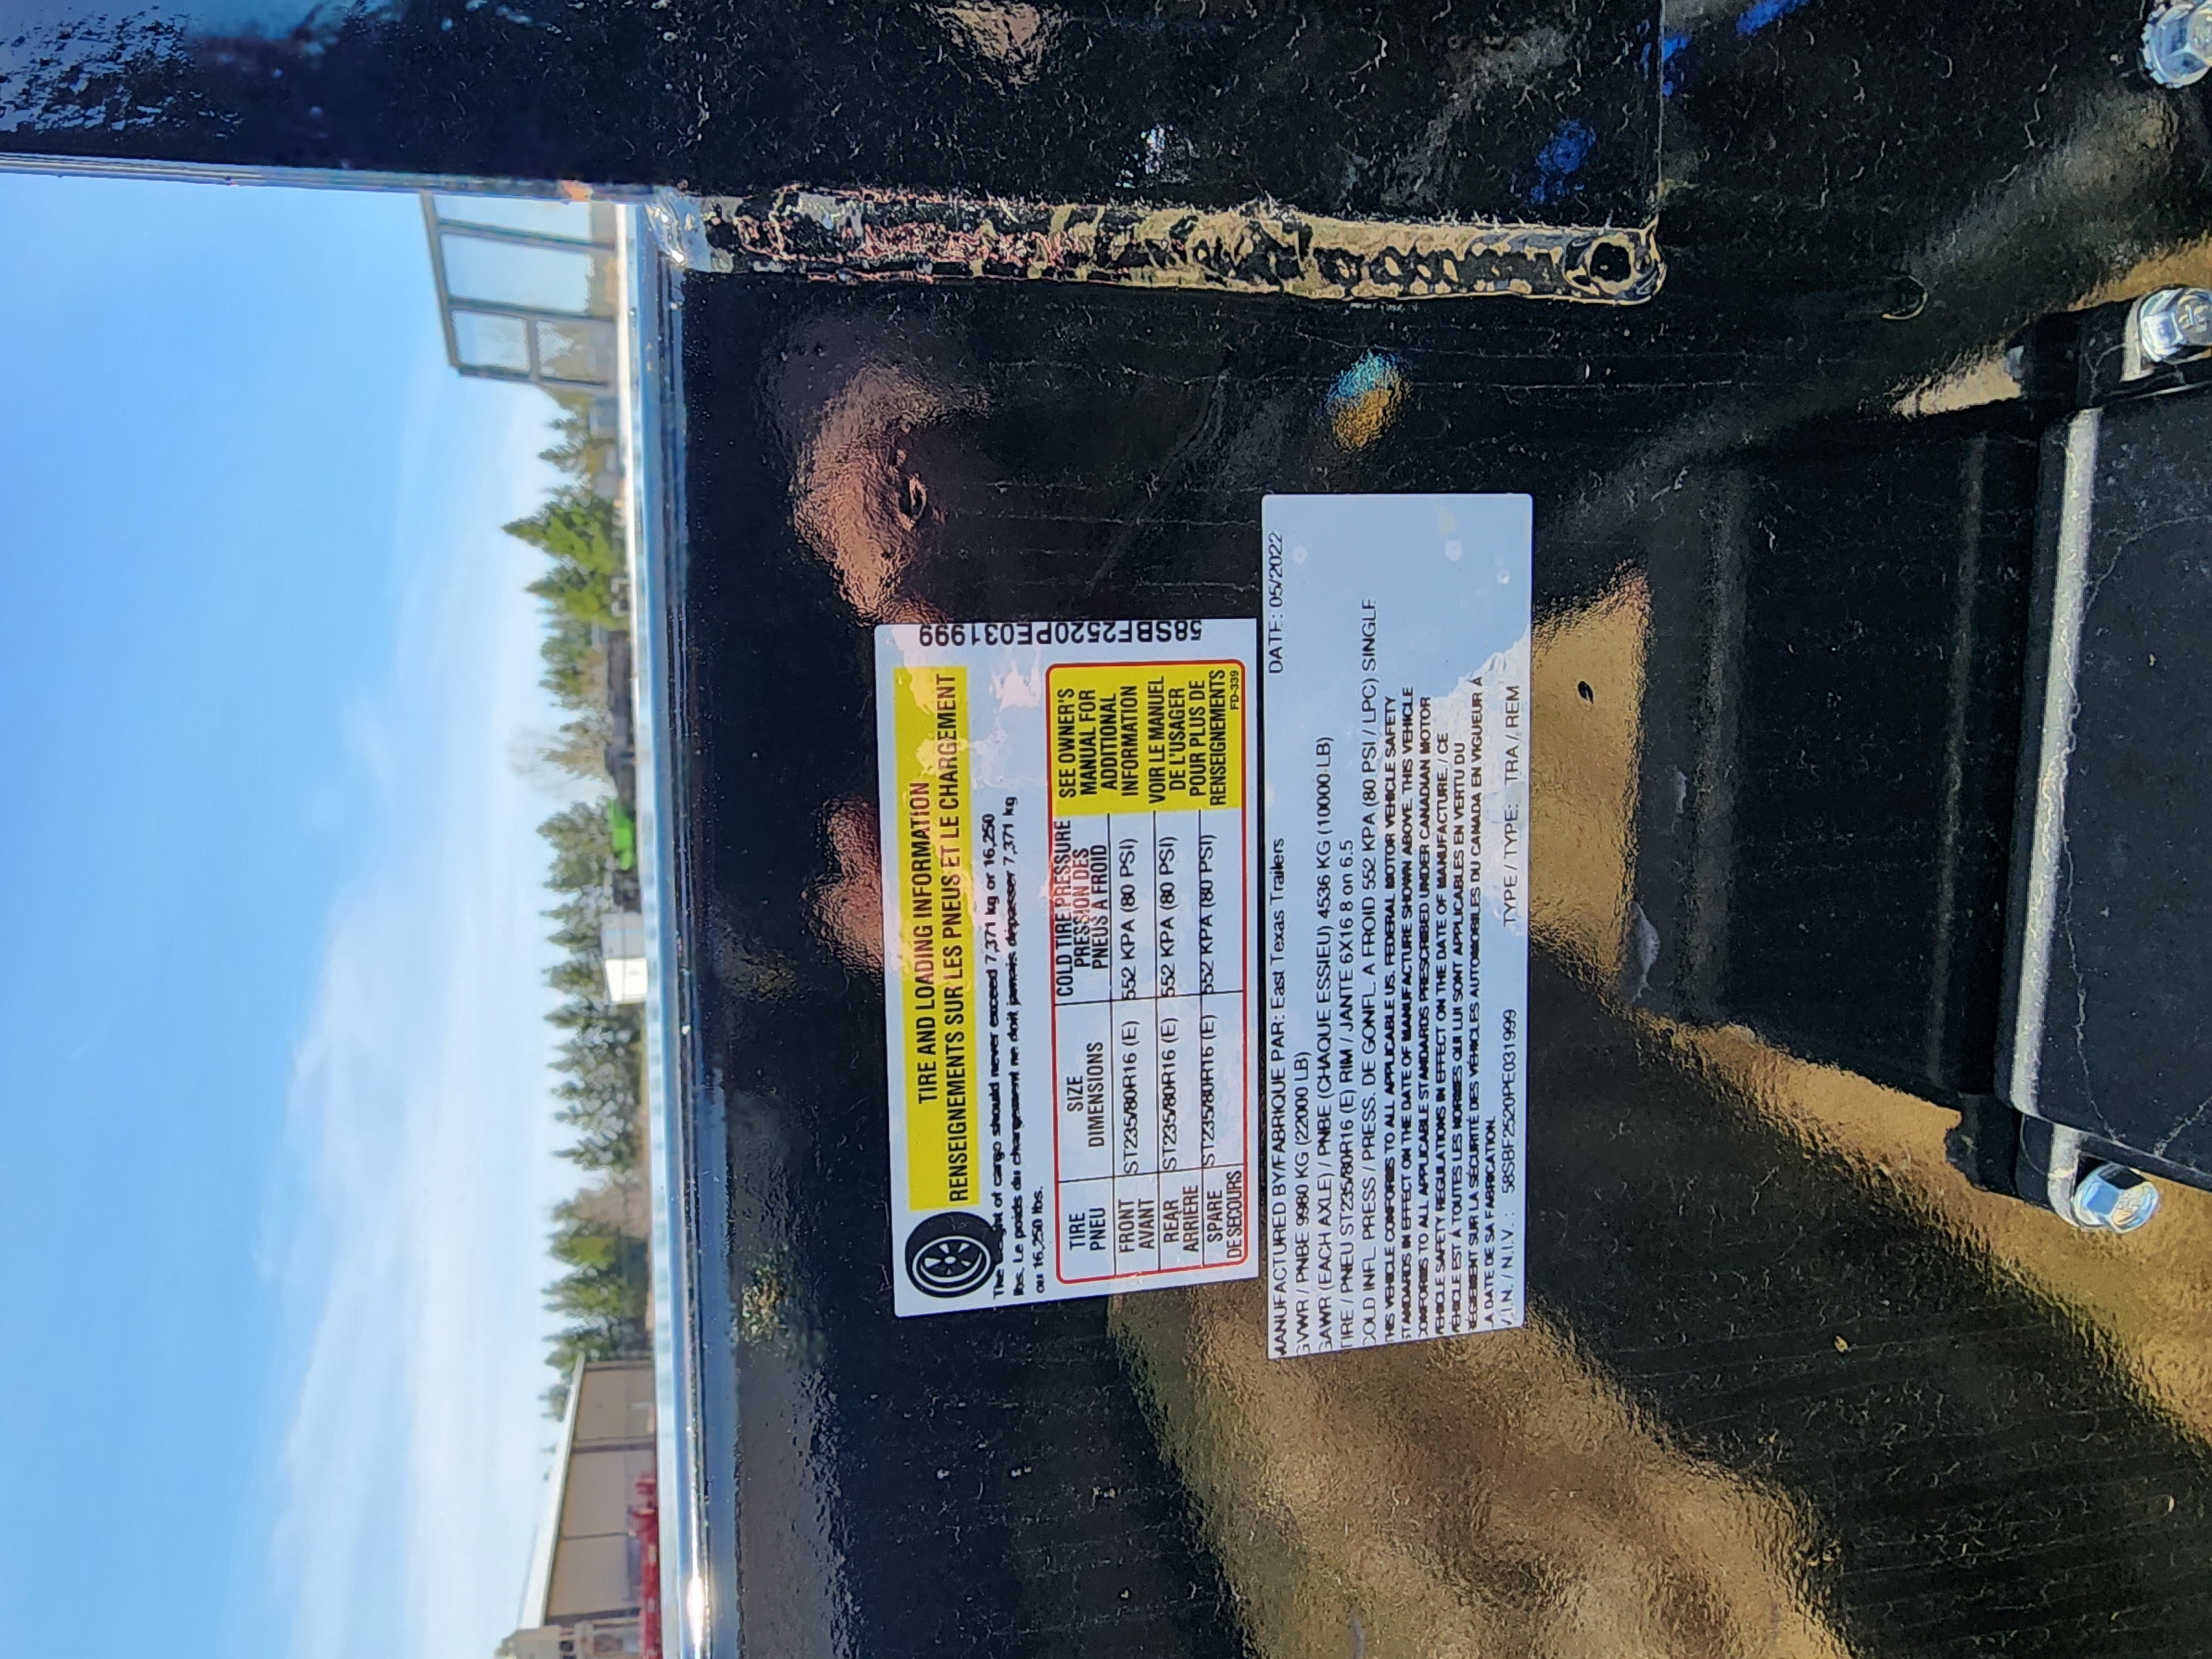 TIRE AND LOADING INFORMATION
RENSEIGNEMENTS SUR LES PNEUS ET LE CHARGEMENT
The weight of cargo should never exceed 7,371 kg or 16,250
lbs. Le poids du chargement ne doit jamais dépasser 7,371 kg
ou 16,250 lbs.
TIRE
PNEU
SIZE
DIMENSIONS
COLD TIRE PRESSURE
PRESSION DES
PNEUS A FROID
SEE OWNER'S
MANUAL FOR
ADDITIONAL
INFORMATION
VOIR LE MANUEL
DE L'USAGER
POUR PLUS DE
RENSEIGNEMENTS
FD-339
FRONT
AVANT
ST235/80R16 (E)
552 KPA (80 PSI)
REAR
ARRIÈRE
ST235/80R16 (E)
552 KPA (80 PSI)
SPARE
DE SECOURS
ST235/80R16 (E)
552 KPA (80 PSI)
58SBF2520PE031999
MANUFACTURED BY/FABRIQUE PAR: East Texas Trailers DATE: 05/2022
GVWR / PNBE 9980 KG (22000 LB)
GAWR (EACH AXLE) / PNBE (CHAQUE ESSIEU) 4536 KG (10000 LB)
TIRE / PNEU ST235/80R16 (E) RIM / JANTE 6X16 8 on 6.5
COLD INFL. PRESS / PRESS. DE GONFL. A FROID 552 KPA (80 PSI / LPC) SINGLE
THIS VEHICLE CONFORMS TO ALL APPLICABLE U.S. FEDERAL MOTOR VEHICLE SAFETY
STANDARDS IN EFFECT ON THE DATE OF MANUFACTURE SHOWN ABOVE. THIS VEHICLE
CONFORMS TO ALL APPLICABLE STANDARDS PRESCRIBED UNDER CANADIAN MOTOR
VEHICLE SAFETY REGULATIONS IN EFFECT ON THE DATE OF MANUFACTURE. / CE
VEHICLE EST À TOUTES LES NORMES QUI LUI SONT APPLICABLES EN VERTU DU
RÉGLEMENT SUR LA SÉCURITÉ DES VÉHICLES AUTOMOBILES DU CANADA EN VIGUEUR À
LA DATE DE SA FABRICATION.
V.I.N. / N.I.V. : 58SBF2520PE031999 TYPE / TYPE: TRA / REM